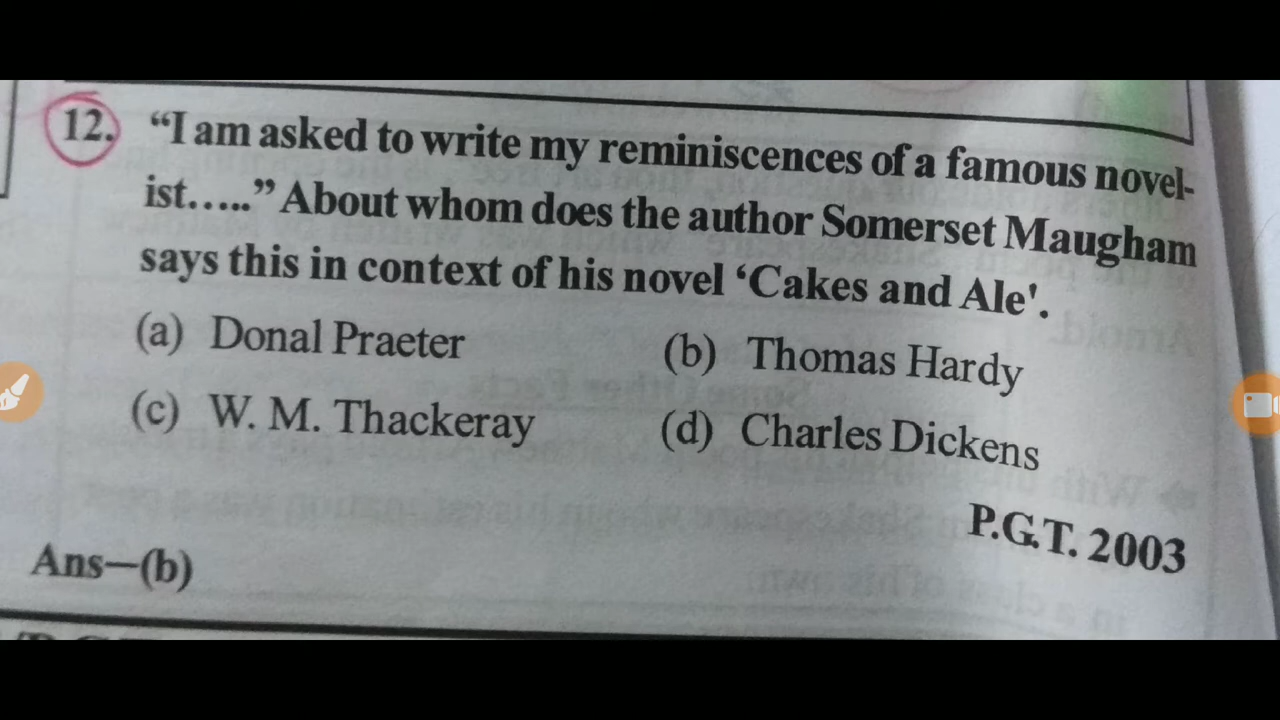 12. “I am asked to write my reminiscences of a famous novel-
ist.....” About whom does the author Somerset Maugham
says this in context of his novel ‘Cakes and Ale'.
(a) Donal Praeter (b) Thomas Hardy
(c) W. M. Thackeray (d) Charles Dickens
P.G.T. 2003
Ans–(b)